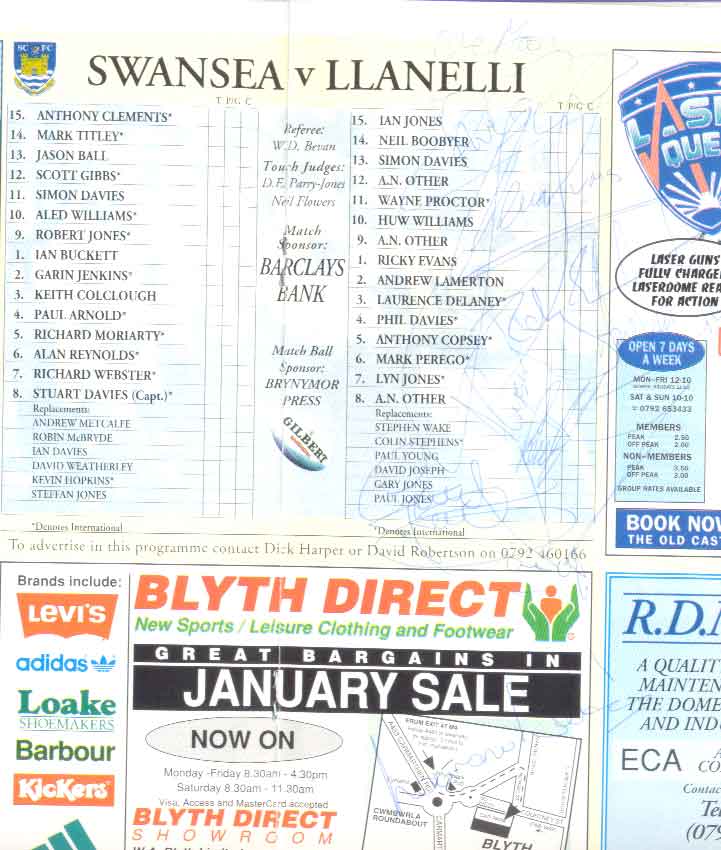 SWANSEA v LLANELLI
T P/G C
15. ANTHONY CLEMENTS*
14. MARK TITLEY*
13. JASON BALL
12. SCOTT GIBBS*
11. SIMON DAVIES
10. ALED WILLIAMS*
9. ROBERT JONES*
1. IAN BUCKETT
2. GARIN JENKINS*
3. KEITH COLCLOUGH
4. PAUL ARNOLD*
5. RICHARD MORIARTY*
6. ALAN REYNOLDS*
7. RICHARD WEBSTER*
8. STUART DAVIES (Capt.)*
Replacements:
ANDREW METCALFE
ROBIN McBRYDE
IAN DAVIES
DAVID WEATHERLEY
KEVIN HOPKINS*
STEFFAN JONES
*Denotes International
Referee:
W.D. Bevan
Touch Judges:
D.F. Parry-Jones
Neil Flowers
Match
Sponsor:
BARCLAYS
BANK
Match Ball
Sponsor:
BRYNYMOR
PRESS
GILBERT
T P/G C
15. IAN JONES
14. NEIL BOOBYER
13. SIMON DAVIES
12. A.N. OTHER
11. WAYNE PROCTOR*
10. HUW WILLIAMS
9. A.N. OTHER
1. RICKY EVANS
2. ANDREW LAMERTON
3. LAURENCE DELANEY*
4. PHIL DAVIES*
5. ANTHONY COPSEY*
6. MARK PEREGO*
7. LYN JONES*
8. A.N. OTHER
Replacements:
STEPHEN WAKE
COLIN STEPHENS*
PAUL YOUNG
DAVID JOSEPH
GARY JONES
PAUL JONES
*Denotes International
To advertise in this programme contact Dick Harper or David Robertson on 0792 460166
LAS
QUE
LASER GUNS
FULLY CHARGE
LASERDOME REA
FOR ACTION
OPEN 7 DAYS
A WEEK
MON–FRI 12-10
SAT & SUN 10-10
0792 653433
MEMBERS
PEAK 2.50
OFF PEAK 2.00
NON–MEMBERS
PEAK 3.50
OFF PEAK 3.00
GROUP RATES AVAILABLE
BOOK NOW
THE OLD CAST
Brands include:
LEVI'S
adidas
Loake
SHOEMAKERS
Barbour
KICKERS
BLYTH DIRECT
New Sports / Leisure Clothing and Footwear
GREAT BARGAINS IN
JANUARY SALE
NOW ON
Monday -Friday 8.30am - 4.30pm
Saturday 8.30am - 11.30am
Visa, Access and MasterCard accepted
BLYTH DIRECT
SHOWROOM
CWMBWRLA
ROUNDABOUT
BLYTH
R.D.
A QUALITY
MAINTEN
THE DOME
AND IND
ECA
Contac
Te
(079